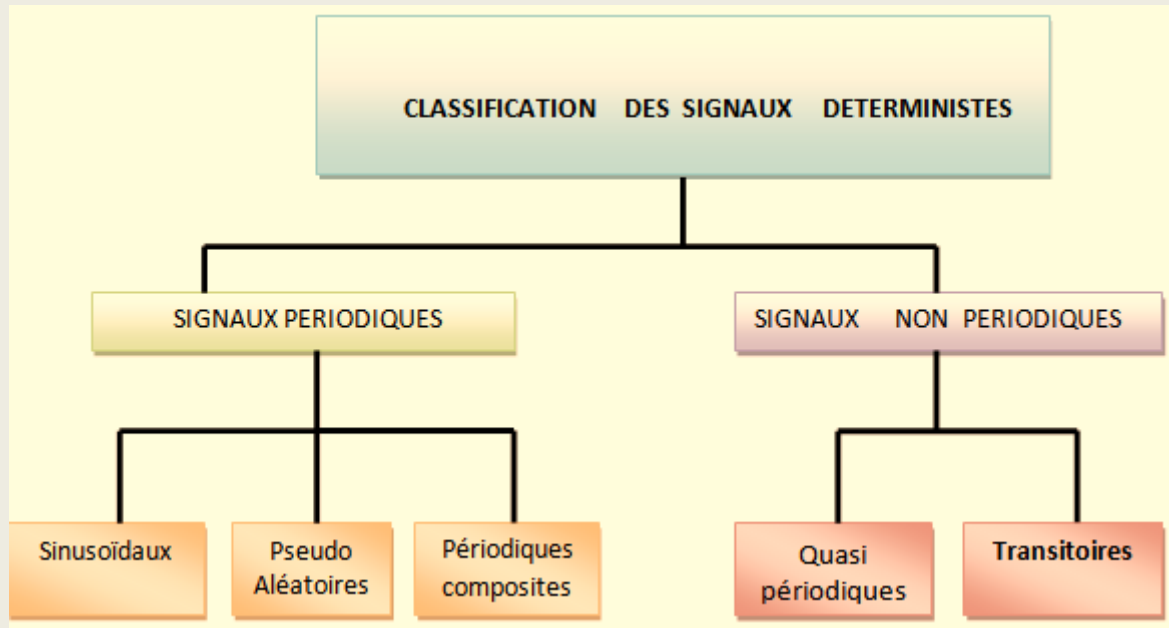 CLASSIFICATION DES SIGNAUX DETERMINISTES
SIGNAUX PERIODIQUES
SIGNAUX NON PERIODIQUES
Sinusoïdaux
Pseudo
Aléatoires
Périodiques
composites
Quasi
périodiques
Transitoires